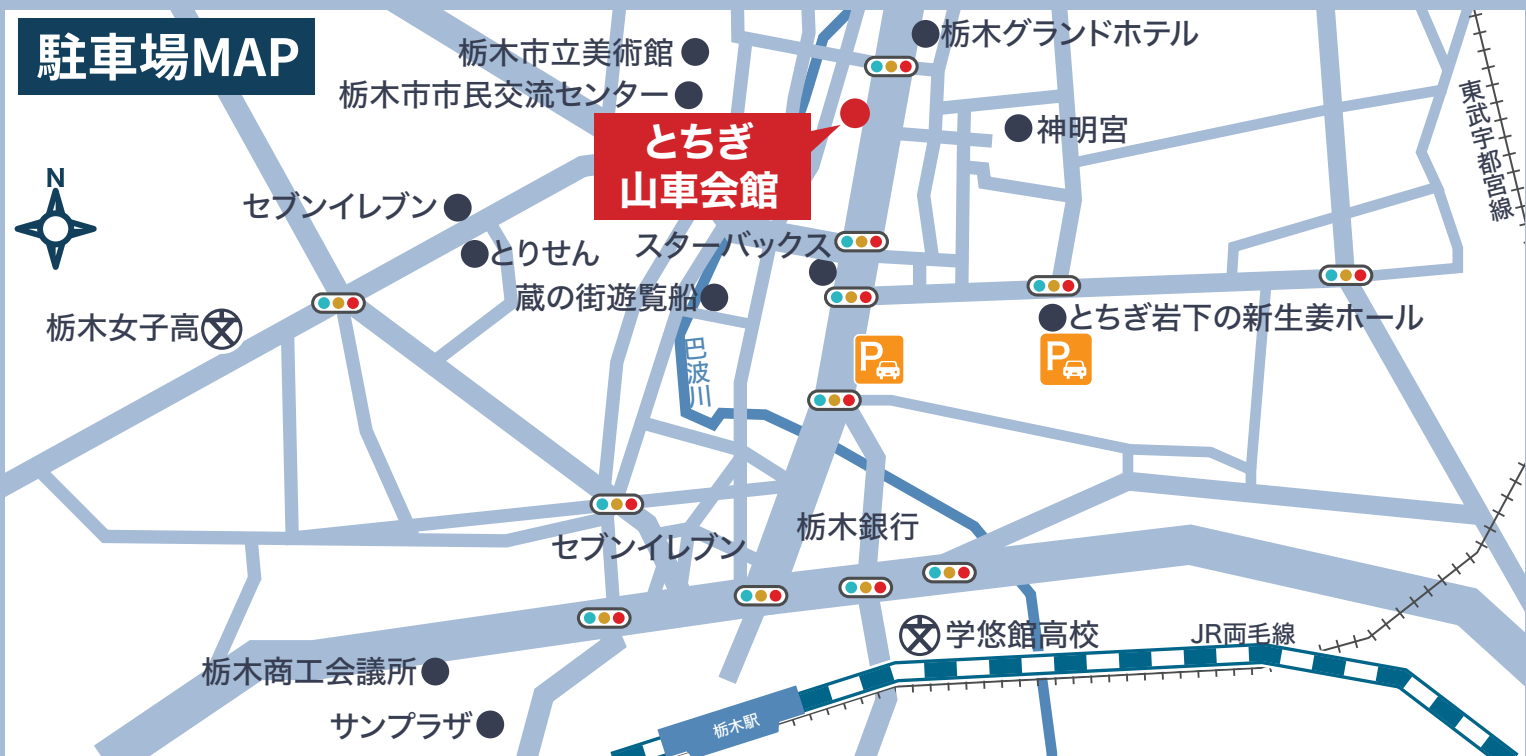 駐車場MAP
栃木グランドホテル
栃木市立美術館
栃木市市民交流センター
とちぎ
山車会館
神明宮
東武宇都宮線
N
セブンイレブン
とりせん
スターバックス
蔵の街遊覧船
栃木女子高
とちぎ岩下の新生姜ホール
巴波川
P
P
栃木銀行
セブンイレブン
学悠館高校
JR両毛線
栃木商工会議所
サンプラザ
栃木駅